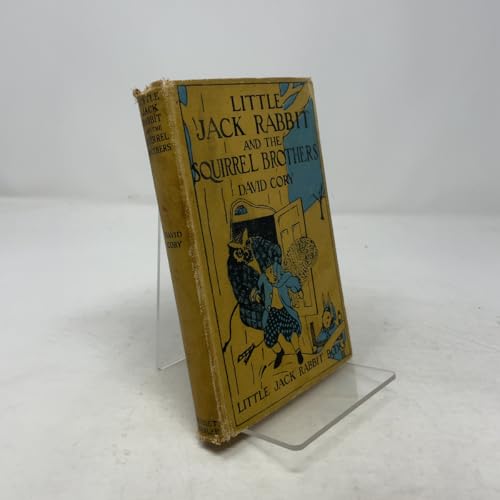 LITTLE
JACK RABBIT
AND THE
SQUIRREL BROTHERS
DAVID CORY
LITTLE JACK RABBIT BOOKS
LITTLE
JACK
RABBIT
AND THE
SQUIRREL
BROTHERS
DAVID
CORY